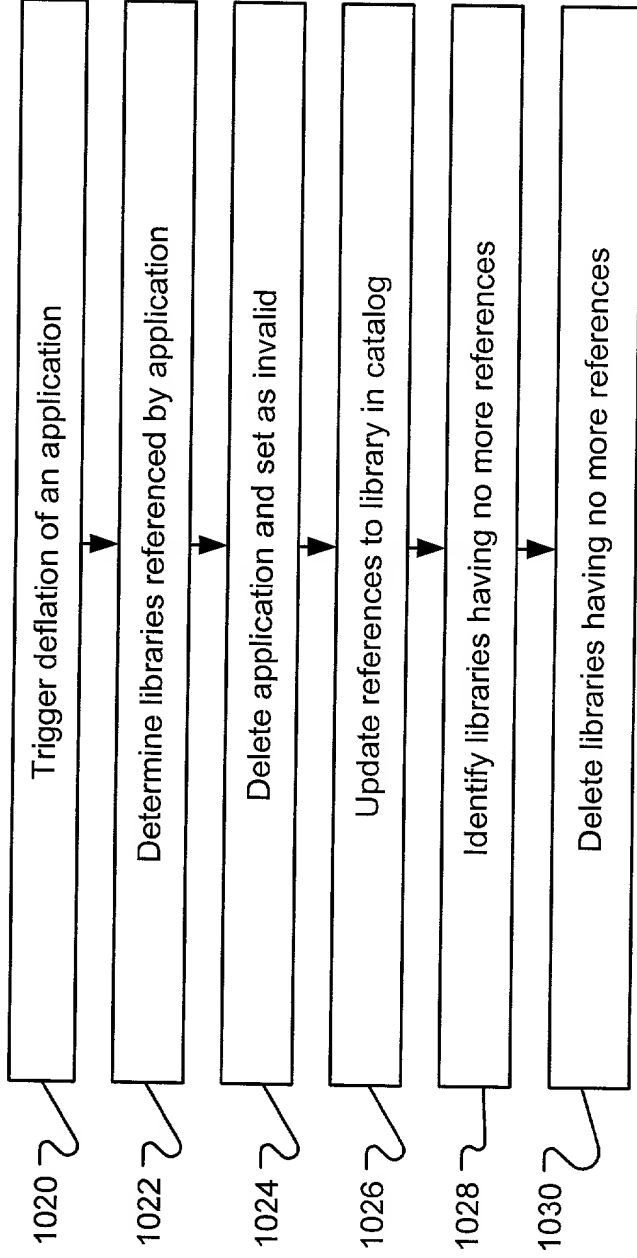 1020
Trigger deflation of an application
1022
Determine libraries referenced by application
1024
Delete application and set as invalid
1026
Update references to library in catalog
1028
Identify libraries having no more references
1030
Delete libraries having no more references